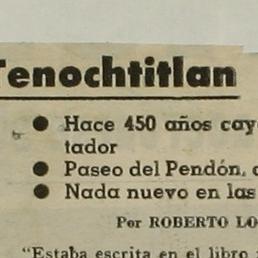 Tenochtitlan
● Hace 450 años cay
tador
● Paseo del Pendón,
● Nada nuevo en las
Por ROBERTO LO
"Estaba escrita en el libro